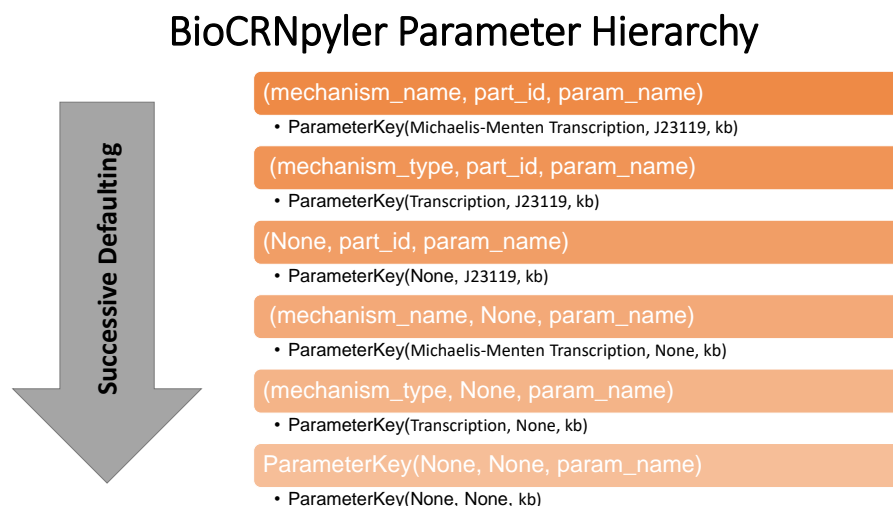 BioCRNpyler Parameter Hierarchy
Successive Defaulting
(mechanism_name, part_id, param_name)
• ParameterKey(Michaelis-Menten Transcription, J23119, kb)
(mechanism_type, part_id, param_name)
• ParameterKey(Transcription, J23119, kb)
(None, part_id, param_name)
• ParameterKey(None, J23119, kb)
(mechanism_name, None, param_name)
• ParameterKey(Michaelis-Menten Transcription, None, kb)
(mechanism_type, None, param_name)
• ParameterKey(Transcription, None, kb)
ParameterKey(None, None, param_name)
• ParameterKey(None, None, kb)